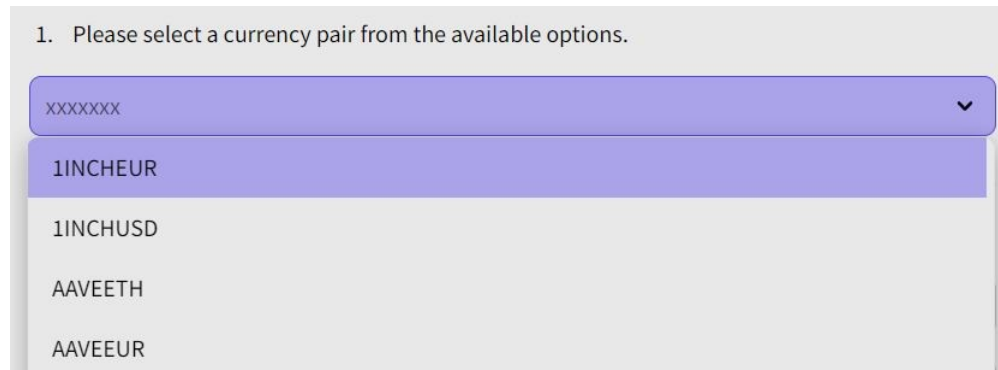 1. Please select a currency pair from the available options.
xxxxxxx
1INCHEUR
1INCHUSD
AAVEETH
AAVEEUR